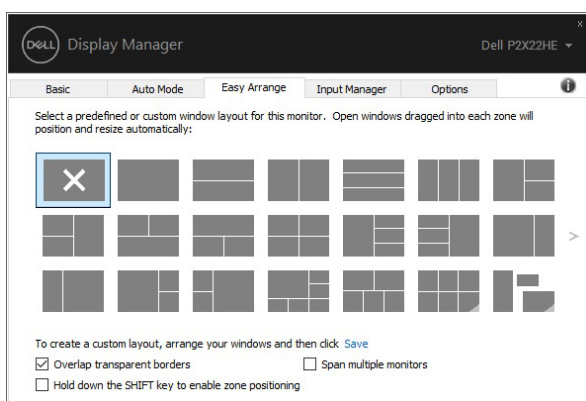 x
DELL Display Manager
Dell P2X22HE
Basic Auto Mode Easy Arrange Input Manager Options
Select a predefined or custom window layout for this monitor. Open windows dragged into each zone will
position and resize automatically:
>
To create a custom layout, arrange your windows and then click Save
Overlap transparent borders Span multiple monitors
Hold down the SHIFT key to enable zone positioning